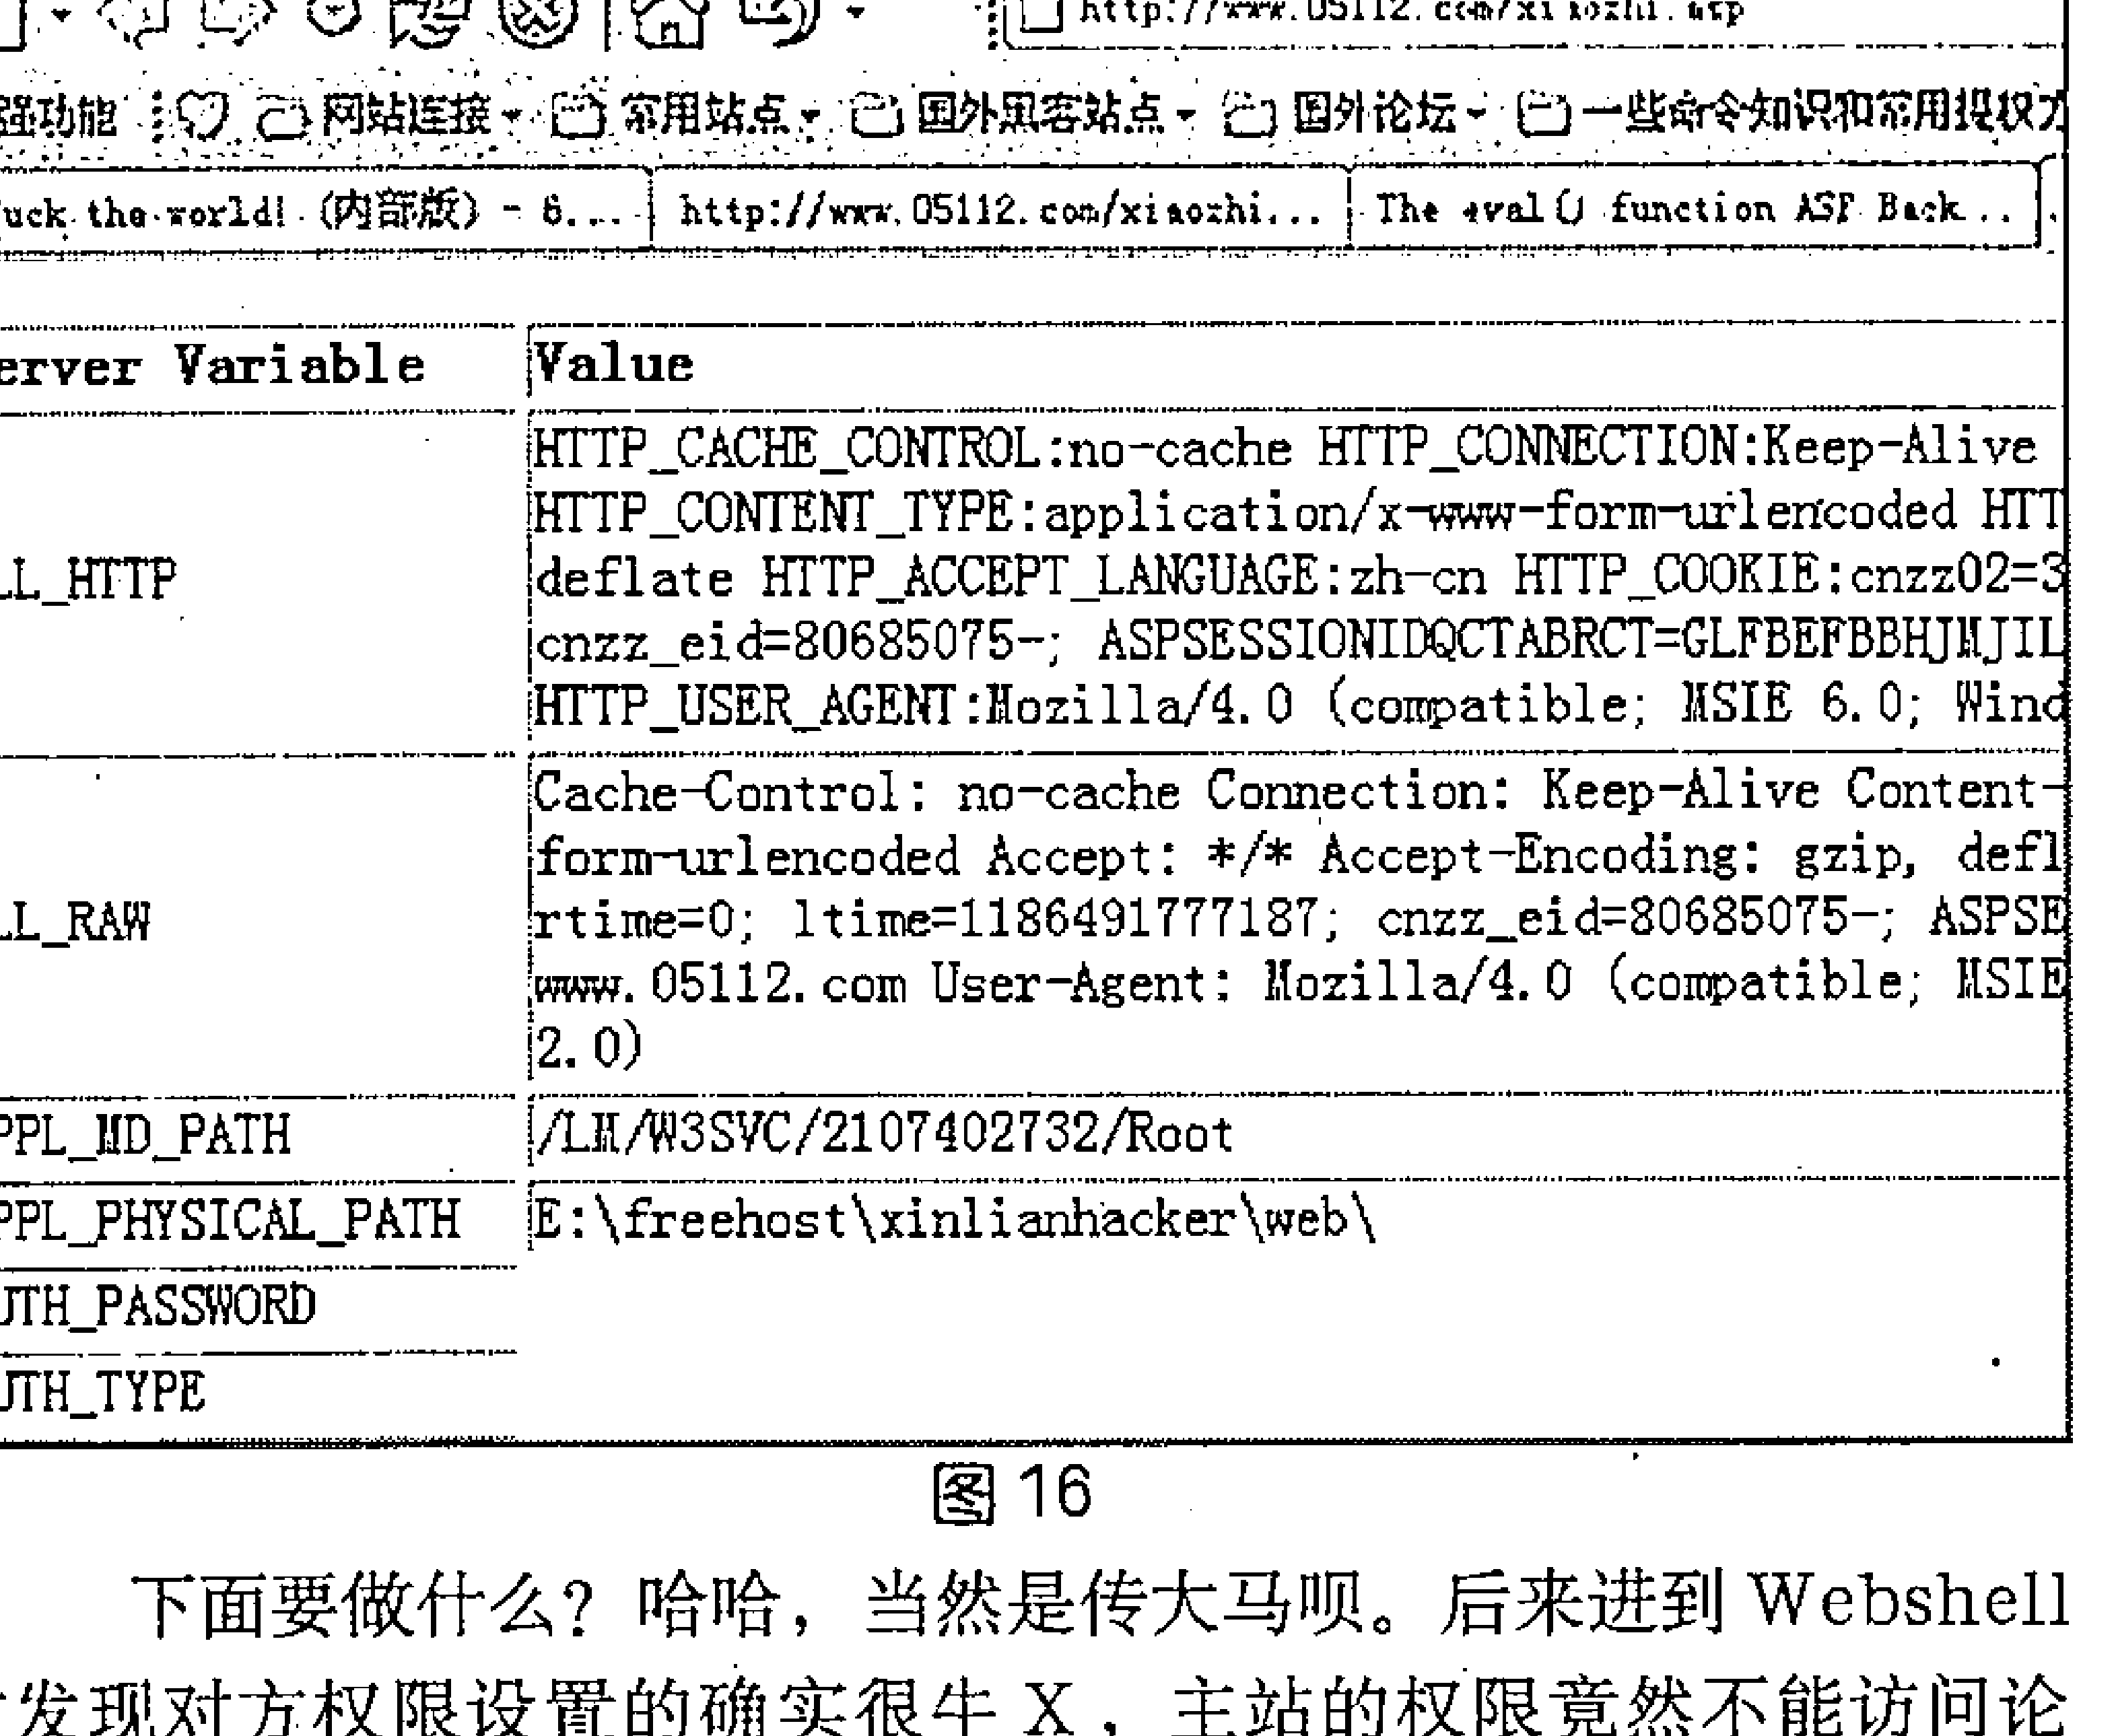 http://www.05112.com/xiaozhi.asp
强功能 网站连接 常用站点 国外黑客站点 国外论坛 一些命令知识和常用提权方
uck the world! (内部版) - 6... http://www.05112.com/xiaozhi... The eval() function ASP Back...
erver Variable Value
LL_HTTP
HTTP_CACHE_CONTROL:no-cache HTTP_CONNECTION:Keep-Alive
HTTP_CONTENT_TYPE:application/x-www-form-urlencoded HTT
deflate HTTP_ACCEPT_LANGUAGE:zh-cn HTTP_COOKIE:cnzz02=3
cnzz_eid=80685075-; ASPSESSIONIDQCTABRCT=GLFBEFBBHJMJIL
HTTP_USER_AGENT:Mozilla/4.0 (compatible; MSIE 6.0; Wind
LL_RAW
Cache-Control: no-cache Connection: Keep-Alive Content-
form-urlencoded Accept: */* Accept-Encoding: gzip, defl
rtime=0; ltime=1186491777187; cnzz_eid=80685075-; ASPSE
www.05112.com User-Agent: Mozilla/4.0 (compatible; MSIE
2.0)
PPL_MD_PATH /LM/W3SVC/2107402732/Root
PPL_PHYSICAL_PATH E:\freehost\xinlianhacker\web\
UTH_PASSWORD
UTH_TYPE
图 16
下面要做什么？哈哈，当然是传大马呗。后来进到 Webshell
发现对方权限设置的确实很牛 X，主站的权限竟然不能访问论